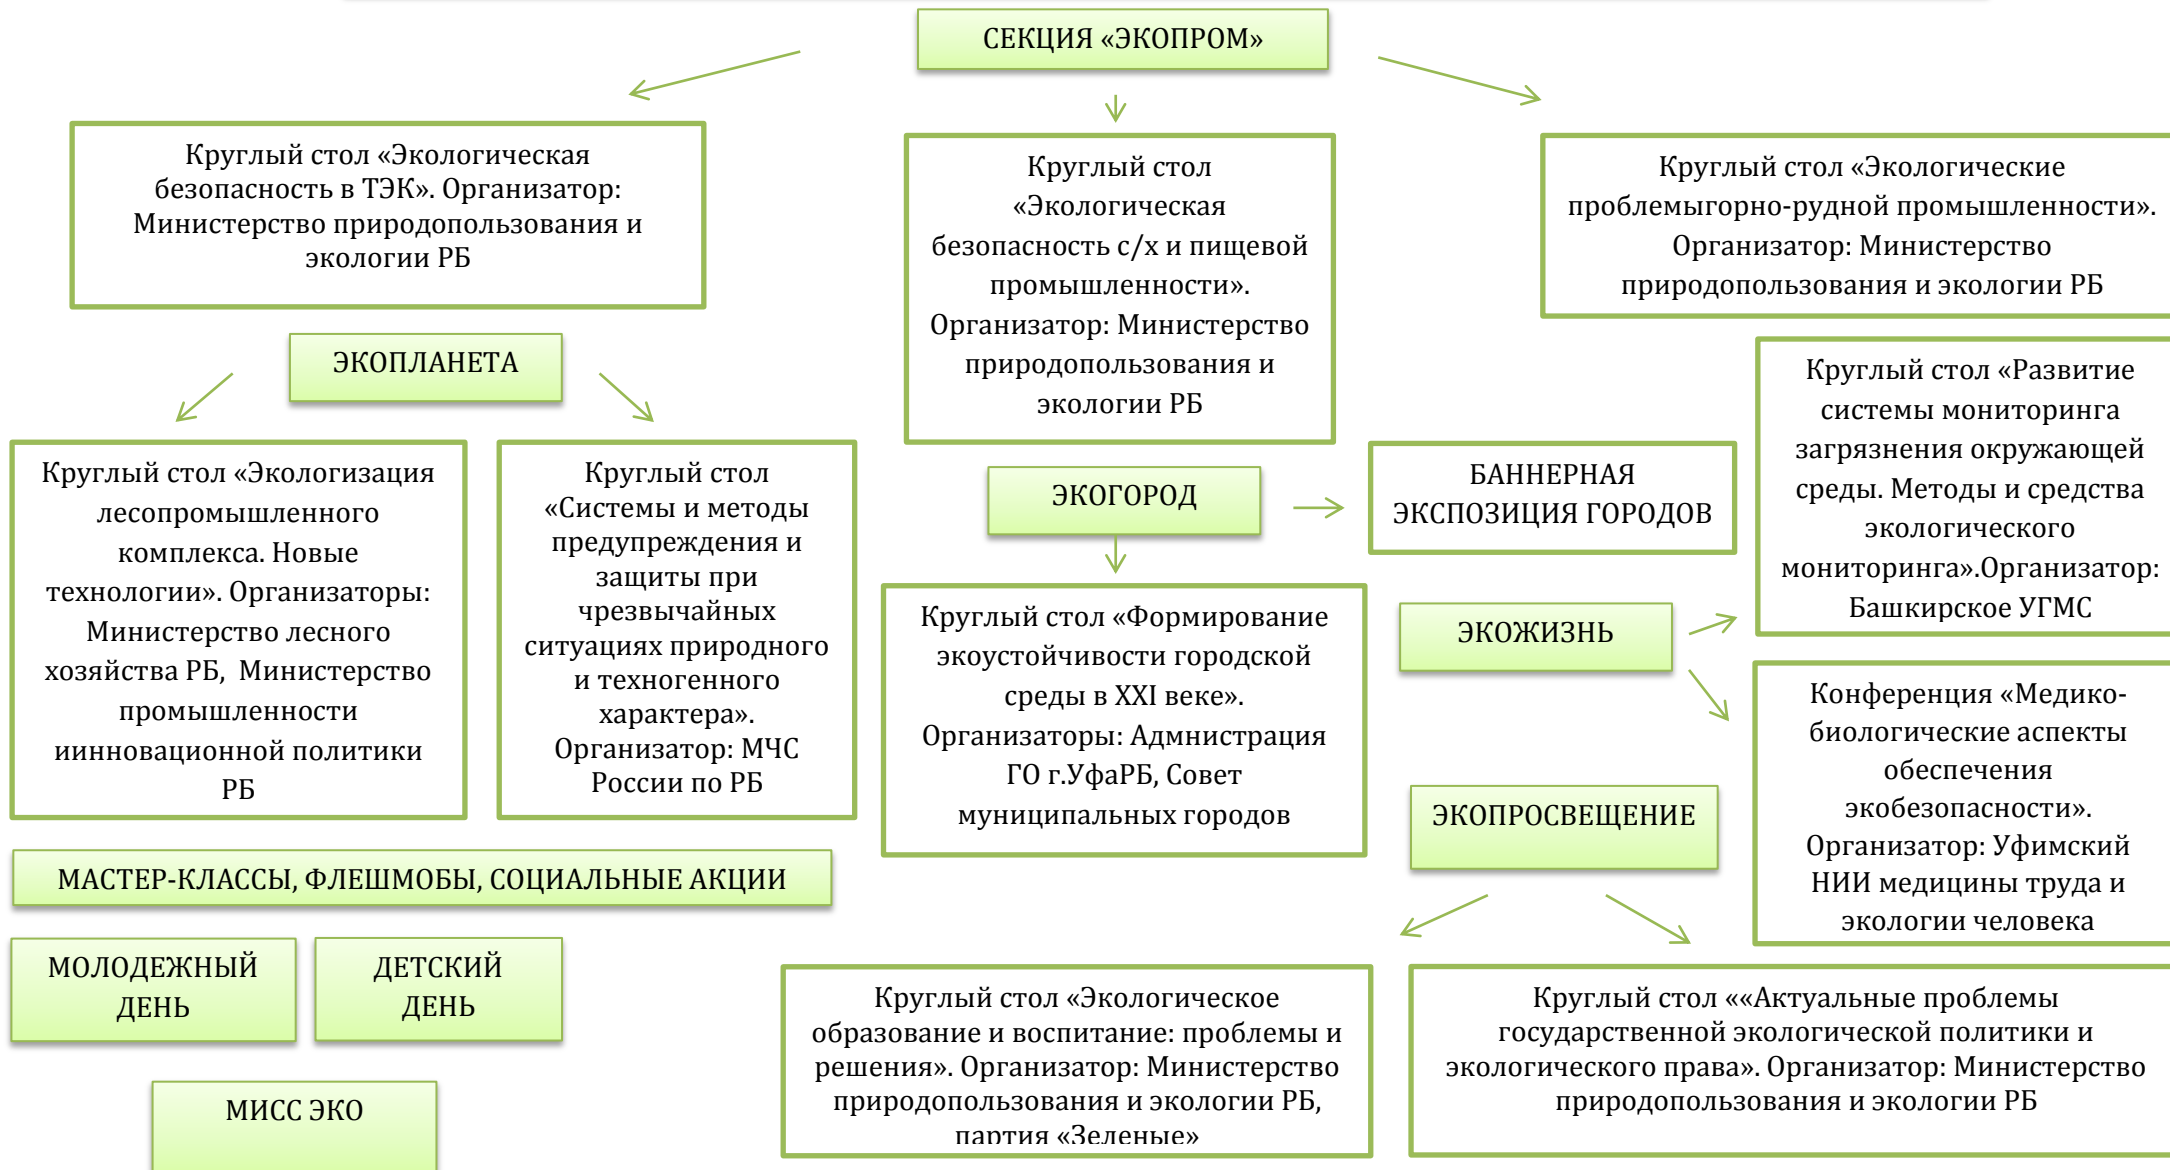 СЕКЦИЯ «ЭКОПРОМ»
Круглый стол «Экологическая
безопасность в ТЭК». Организатор:
Министерство природопользования и
экологии РБ
Круглый стол
«Экологическая
безопасность с/х и пищевой
промышленности».
Организатор: Министерство
природопользования и
экологии РБ
Круглый стол «Экологические
проблемыгорно-рудной промышленности».
Организатор: Министерство
природопользования и экологии РБ
ЭКОПЛАНЕТА
Круглый стол «Экологизация
лесопромышленного
комплекса. Новые
технологии». Организаторы:
Министерство лесного
хозяйства РБ, Министерство
промышленности
иинновационной политики
РБ
Круглый стол
«Системы и методы
предупреждения и
защиты при
чрезвычайных
ситуациях природного
и техногенного
характера».
Организатор: МЧС
России по РБ
ЭКОГОРОД
БАННЕРНАЯ
ЭКСПОЗИЦИЯ ГОРОДОВ
Круглый стол «Формирование
экоустойчивости городской
среды в XXI веке».
Организаторы: Адмнистрация
ГО г.УфаРБ, Совет
муниципальных городов
ЭКОЖИЗНЬ
Круглый стол «Развитие
системы мониторинга
загрязнения окружающей
среды. Методы и средства
экологического
мониторинга».Организатор:
Башкирское УГМС
Конференция «Медико-
биологические аспекты
обеспечения
экобезопасности».
Организатор: Уфимский
НИИ медицины труда и
экологии человека
ЭКОПРОСВЕЩЕНИЕ
Круглый стол «Экологическое
образование и воспитание: проблемы и
решения». Организатор: Министерство
природопользования и экологии РБ,
партия «Зеленые»
Круглый стол ««Актуальные проблемы
государственной экологической политики и
экологического права». Организатор: Министерство
природопользования и экологии РБ
МАСТЕР-КЛАССЫ, ФЛЕШМОБЫ, СОЦИАЛЬНЫЕ АКЦИИ
МОЛОДЕЖНЫЙ
ДЕНЬ
ДЕТСКИЙ
ДЕНЬ
МИСС ЭКО